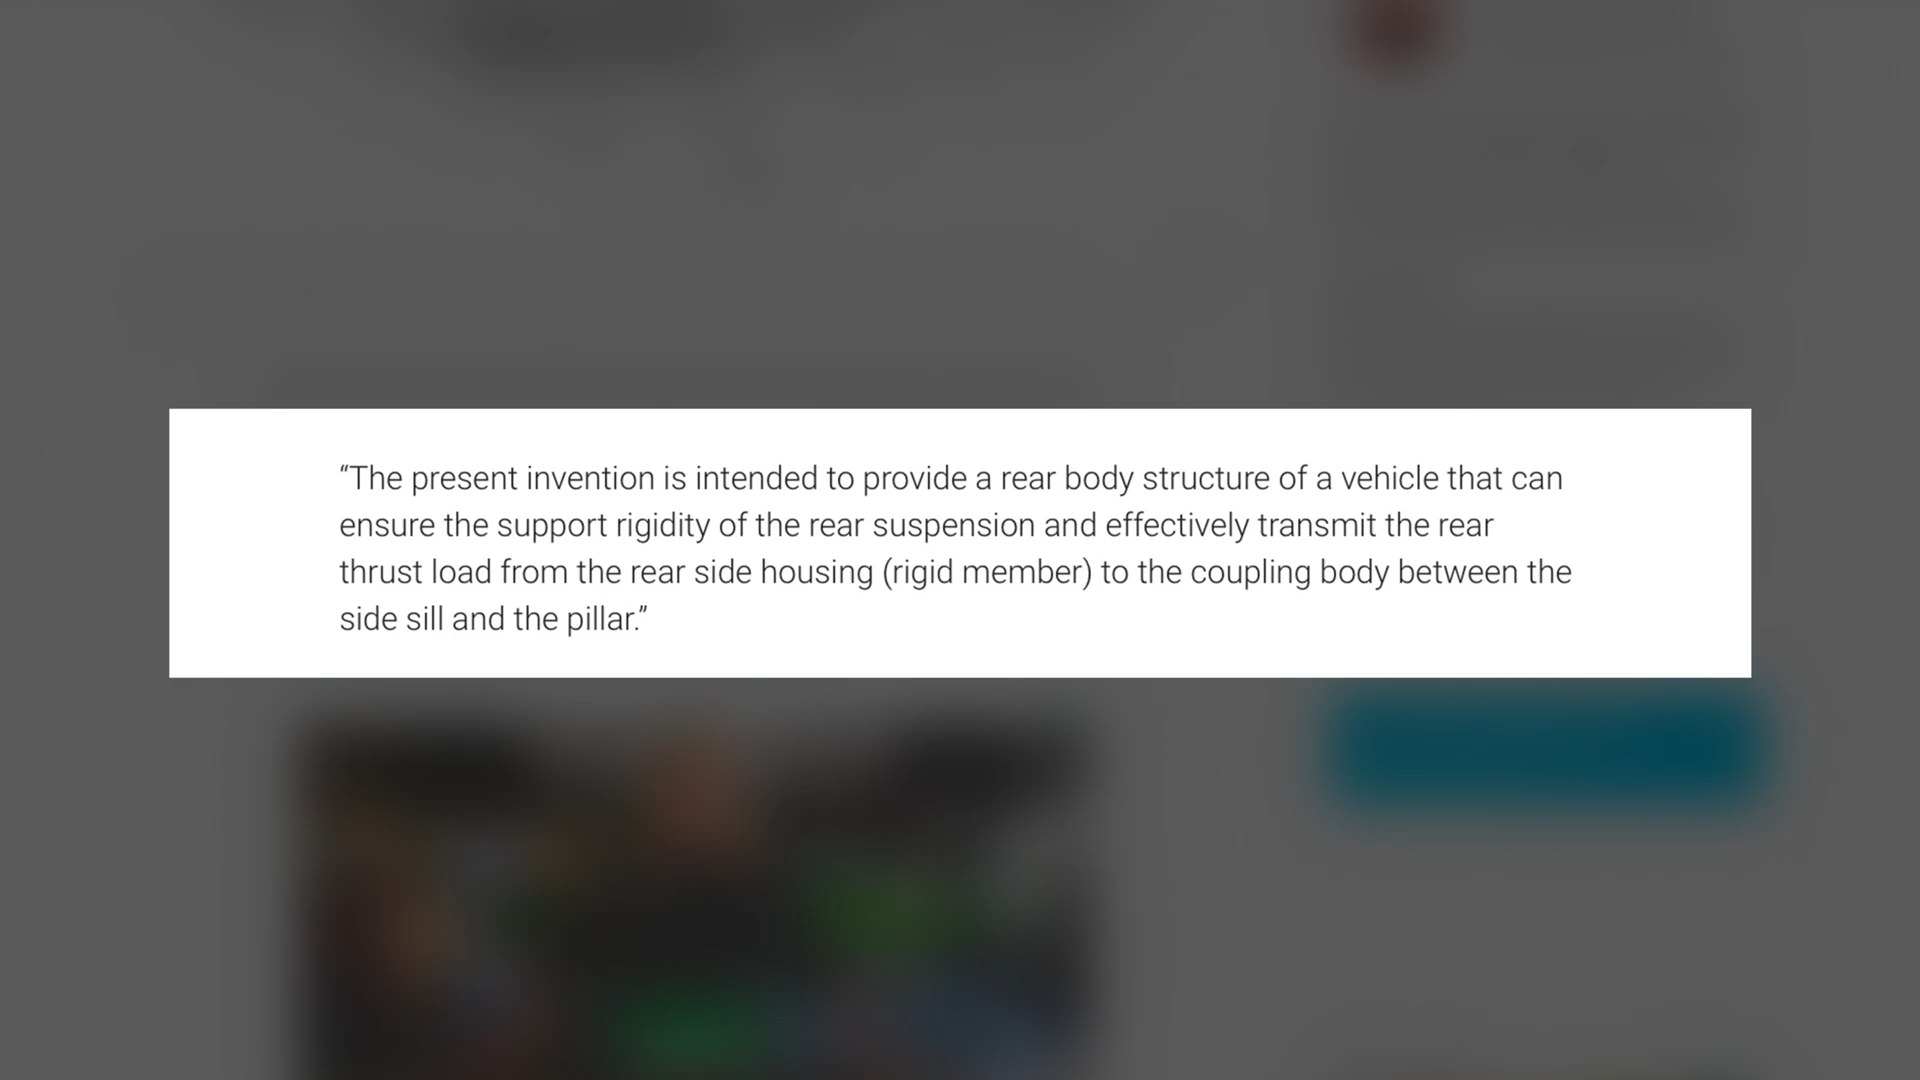 “The present invention is intended to provide a rear body structure of a vehicle that can
ensure the support rigidity of the rear suspension and effectively transmit the rear
thrust load from the rear side housing (rigid member) to the coupling body between the
side sill and the pillar.”